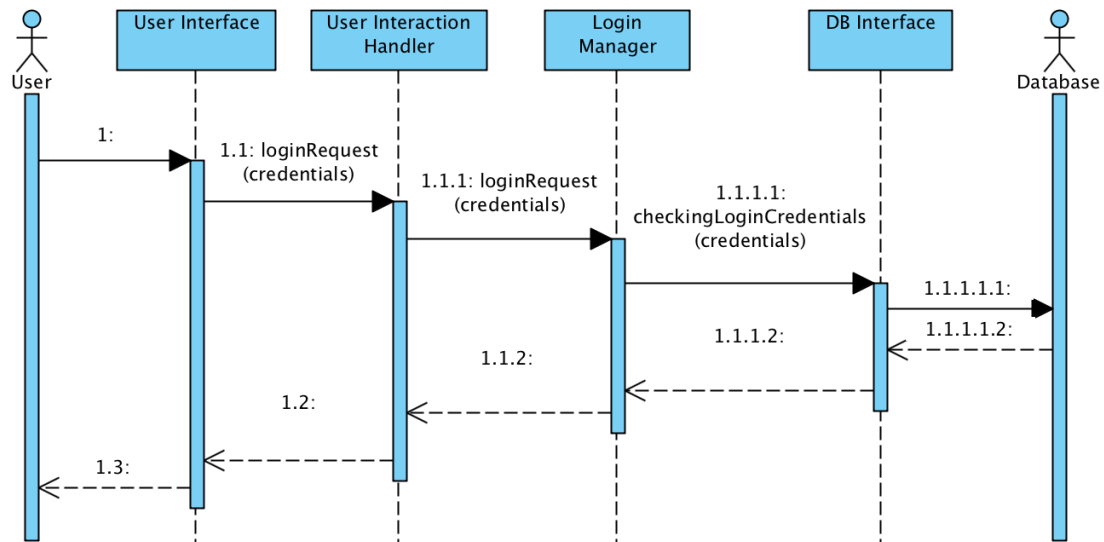 User Interface
User Interaction
Handler
Login
Manager
DB Interface
User
Database
1:
1.1: loginRequest
(credentials)
1.1.1: loginRequest
(credentials)
1.1.1.1:
checkingLoginCredentials
(credentials)
1.1.1.1.1:
1.1.1.1.2:
1.1.1.2:
1.1.2:
1.2:
1.3: